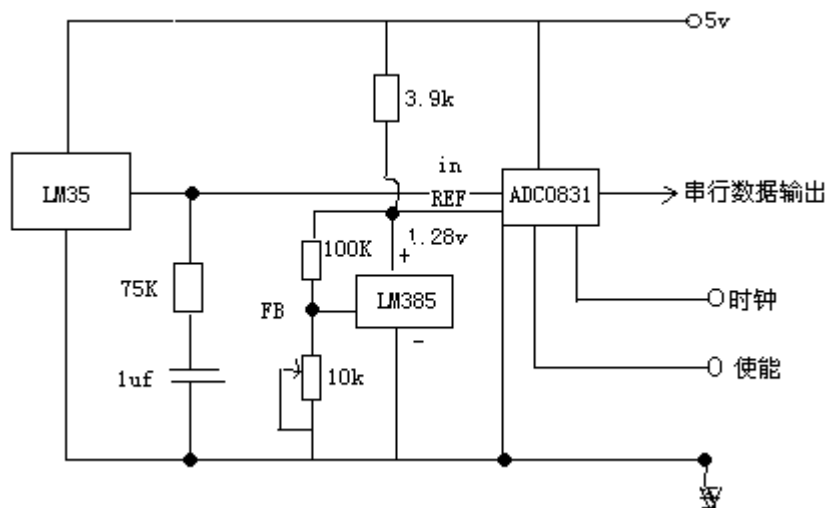 5v
3.9k
in
LM35
REF
ADC0831
串行数据输出
1.28v
100K
+
75K
LM385
时钟
FB
-
使能
1uf
10k